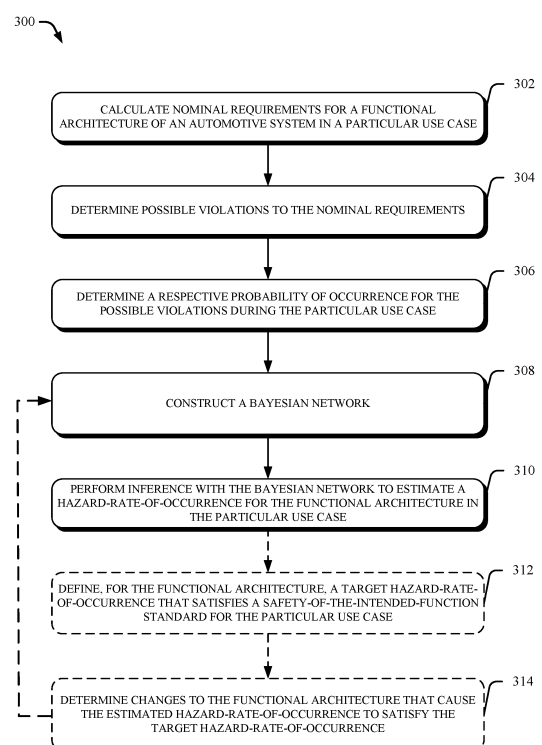 300
302
CALCULATE NOMINAL REQUIREMENTS FOR A FUNCTIONAL
ARCHITECTURE OF AN AUTOMOTIVE SYSTEM IN A PARTICULAR USE CASE
304
DETERMINE POSSIBLE VIOLATIONS TO THE NOMINAL REQUIREMENTS
306
DETERMINE A RESPECTIVE PROBABILITY OF OCCURRENCE FOR THE
POSSIBLE VIOLATIONS DURING THE PARTICULAR USE CASE
308
CONSTRUCT A BAYESIAN NETWORK
310
PERFORM INFERENCE WITH THE BAYESIAN NETWORK TO ESTIMATE A
HAZARD-RATE-OF-OCCURRENCE FOR THE FUNCTIONAL ARCHITECTURE IN
THE PARTICULAR USE CASE
312
DEFINE, FOR THE FUNCTIONAL ARCHITECTURE, A TARGET HAZARD-RATE-
OF-OCCURRENCE THAT SATISFIES A SAFETY-OF-THE-INTENDED-FUNCTION
STANDARD FOR THE PARTICULAR USE CASE
314
DETERMINE CHANGES TO THE FUNCTIONAL ARCHITECTURE THAT CAUSE
THE ESTIMATED HAZARD-RATE-OF-OCCURRENCE TO SATISFY THE
TARGET HAZARD-RATE-OF-OCCURRENCE